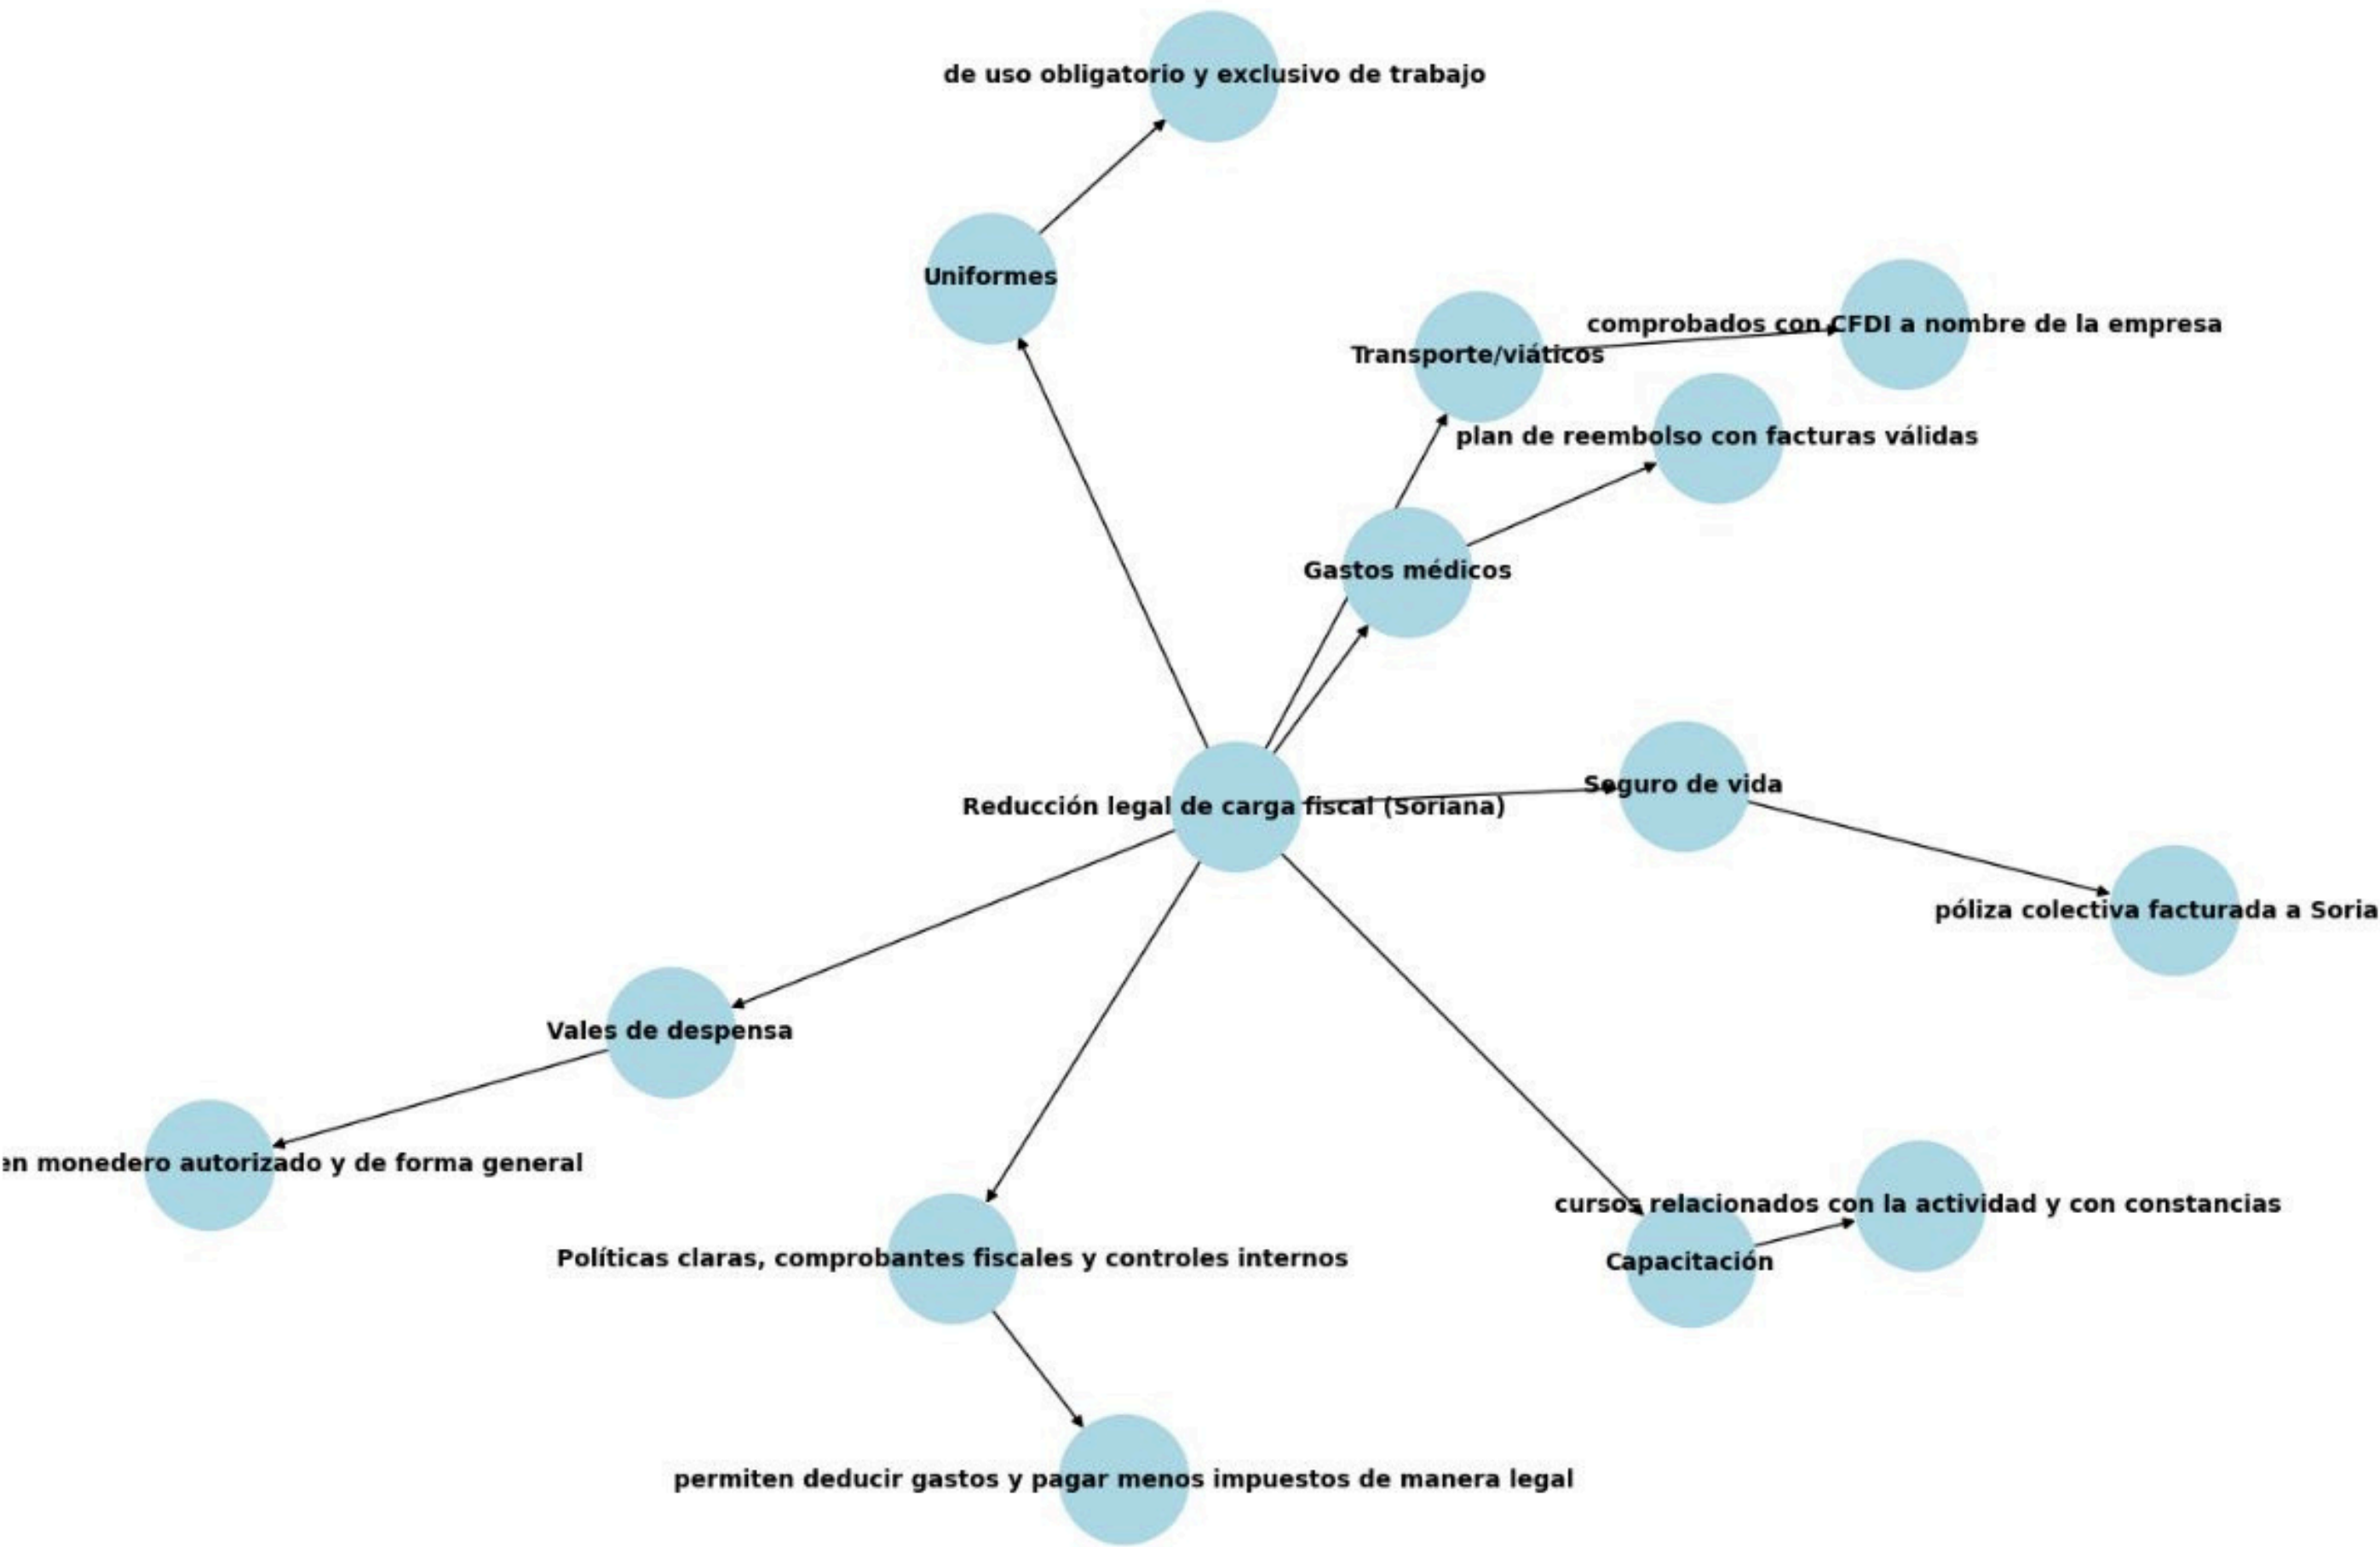 de uso obligatorio y exclusivo de trabajo
Uniformes
comprobados con CFDI a nombre de la empresa
Transporte/viáticos
plan de reembolso con facturas válidas
Gastos médicos
Seguro de vida
Reducción legal de carga fiscal (Soriana)
póliza colectiva facturada a Soria
Vales de despensa
en monedero autorizado y de forma general
cursos relacionados con la actividad y con constancias
Políticas claras, comprobantes fiscales y controles internos
Capacitación
permiten deducir gastos y pagar menos impuestos de manera legal